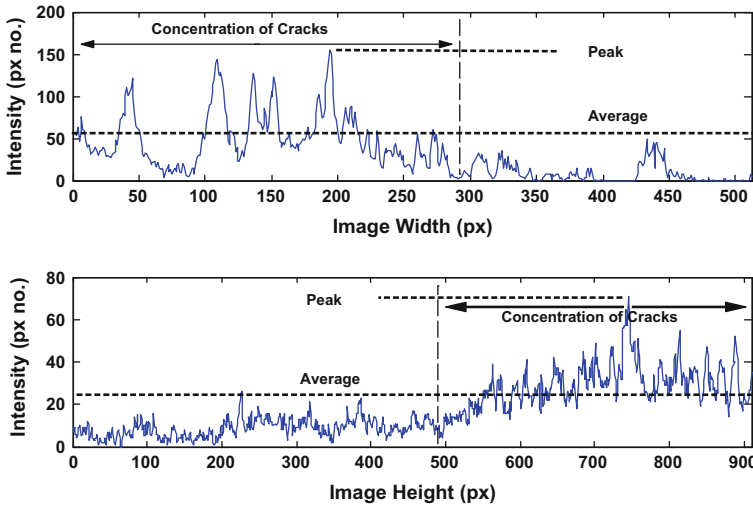 200
Concentration of Cracks
Peak
150
100
Average
50
0
Intensity (px no.)
0 50 100 150 200 250 300 350 400 450 500
Image Width (px)
80
Peak
Concentration of Cracks
60
40
Average
20
0
Intensity (px no.)
0 100 200 300 400 500 600 700 800 900
Image Height (px)